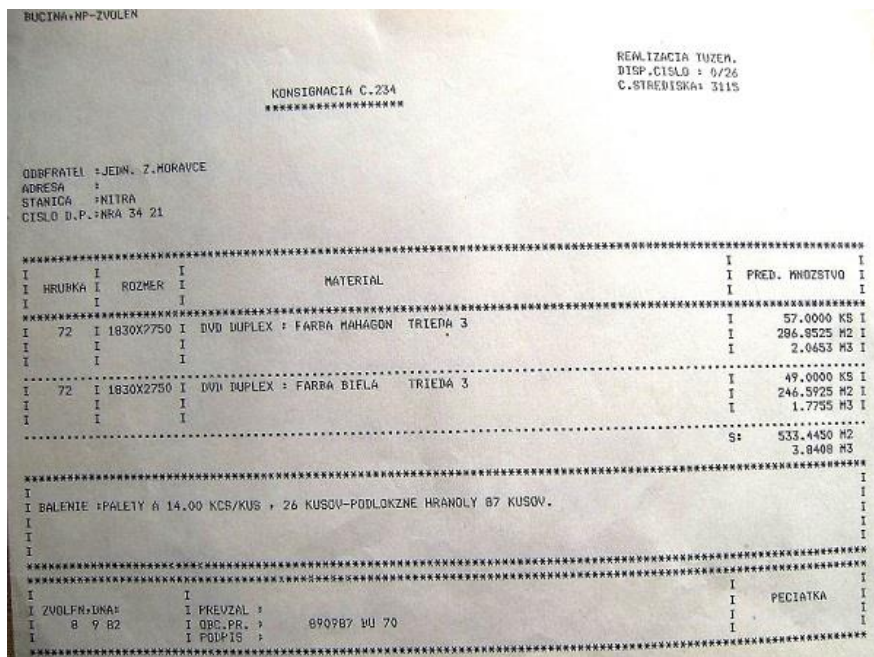 BUCINA,NP-ZVOLEN
REALIZACIA TUZEM.
DISP.CISLO : 0/26
C.STREDISKA: 3115
KONSIGNACIA C.234
*******************
ODBFRATEL :JEDN. Z.MORAVCE
ADRESA :
STANICA :NITRA
CISLO D.P.:NRA 34 21
HRUBKA I ROZMER I MATERIAL I PRED. MNOZSTVO I
72 I 1830X2750 I DVD DUPLEX : FARBA MAHAGON TRIEDA 3 I 57.0000 KS I
286.8525 M2 I
2.0653 M3 I
72 I 1830X2750 I DVD DUPLEX : FARBA BIELA TRIEDA 3 I 49.0000 KS I
246.5925 M2 I
1.7755 M3 I
S: 533.4450 M2
3.8408 M3
I BALENIE :PALETY A 14.00 KCS/KUS , 26 KUSOV-PODLOKZNE HRANOLY 87 KUSOV.
I ZVOLFN,DNA: I PREVZAL : I PECIATKA I
I 8 9 82 I OBC.PR. : 890987 BU 70
I PODPIS :